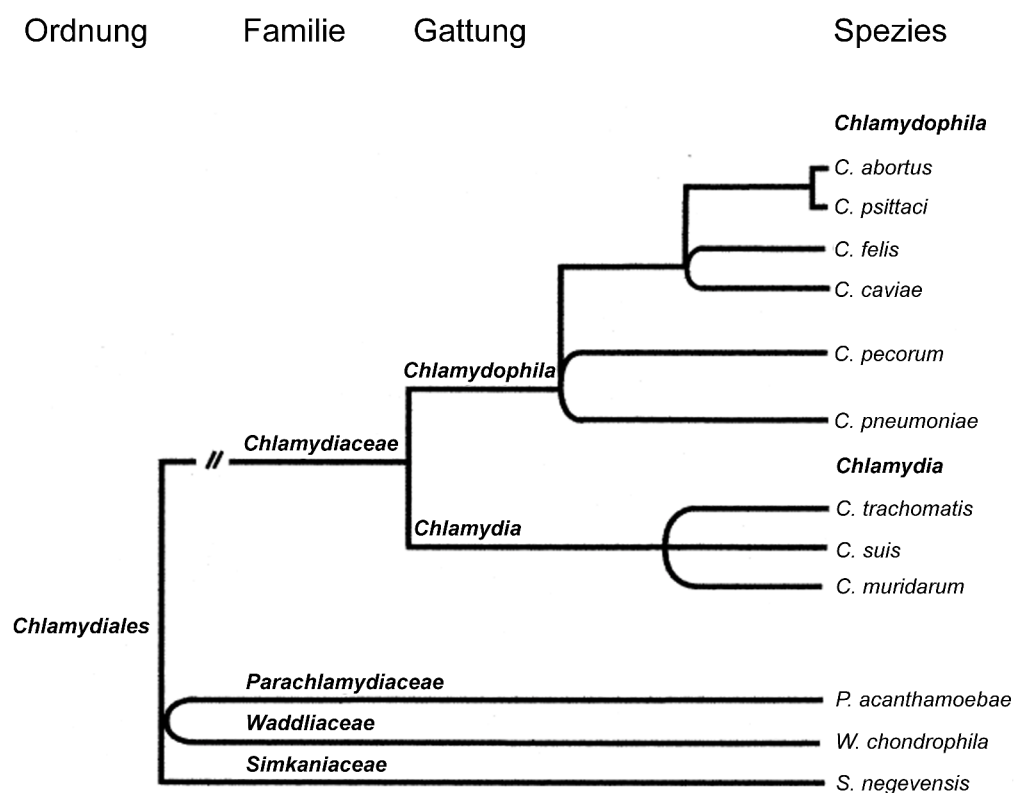 Ordnung Familie Gattung Spezies
Chlamydophila
C. abortus
C. psittaci
C. felis
C. caviae
C. pecorum
Chlamydophila
C. pneumoniae
Chlamydiaceae
Chlamydia
C. trachomatis
Chlamydia
C. suis
C. muridarum
Chlamydiales
Parachlamydiaceae
P. acanthamoebae
Waddliaceae
W. chondrophila
Simkaniaceae
S. negevensis